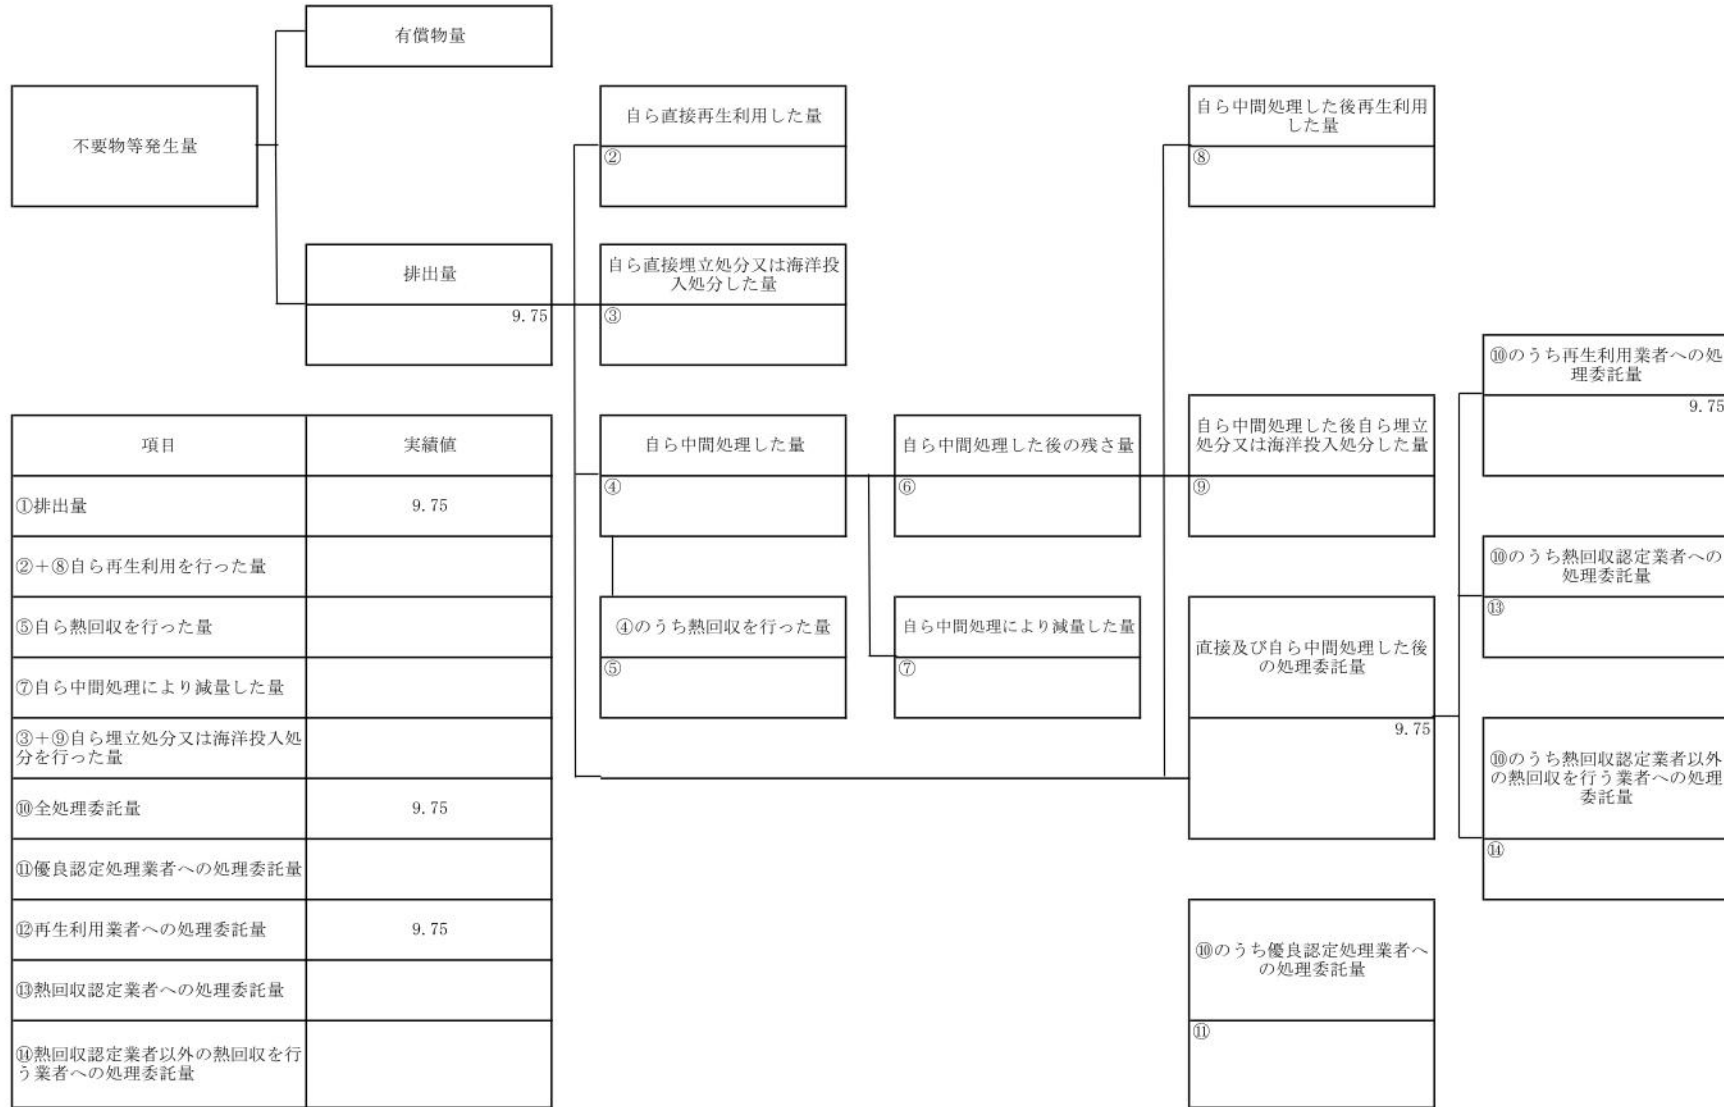 有償物量
不要物等発生量
自ら直接再生利用した量
②
自ら中間処理した後再生利用
した量
⑧
排出量
9.75
自ら直接埋立処分又は海洋投
入処分した量
③
⑩のうち再生利用業者への処
理委託量
9.75
項目
実績値
①排出量
9.75
②＋⑧自ら再生利用を行った量
⑤自ら熱回収を行った量
⑦自ら中間処理により減量した量
③＋⑨自ら埋立処分又は海洋投入処
分を行った量
⑩全処理委託量
9.75
⑪優良認定処理業者への処理委託量
⑫再生利用業者への処理委託量
9.75
⑬熱回収認定業者への処理委託量
⑭熱回収認定業者以外の熱回収を行
う業者への処理委託量
自ら中間処理した量
④
自ら中間処理した後の残さ量
⑥
自ら中間処理した後自ら埋立
処分又は海洋投入処分した量
⑨
④のうち熱回収を行った量
⑤
自ら中間処理により減量した量
⑦
直接及び自ら中間処理した後
の処理委託量
9.75
⑩のうち熱回収認定業者への
処理委託量
⑬
⑩のうち熱回収認定業者以外
の熱回収を行う業者への処理
委託量
⑭
⑩のうち優良認定処理業者へ
の処理委託量
⑪